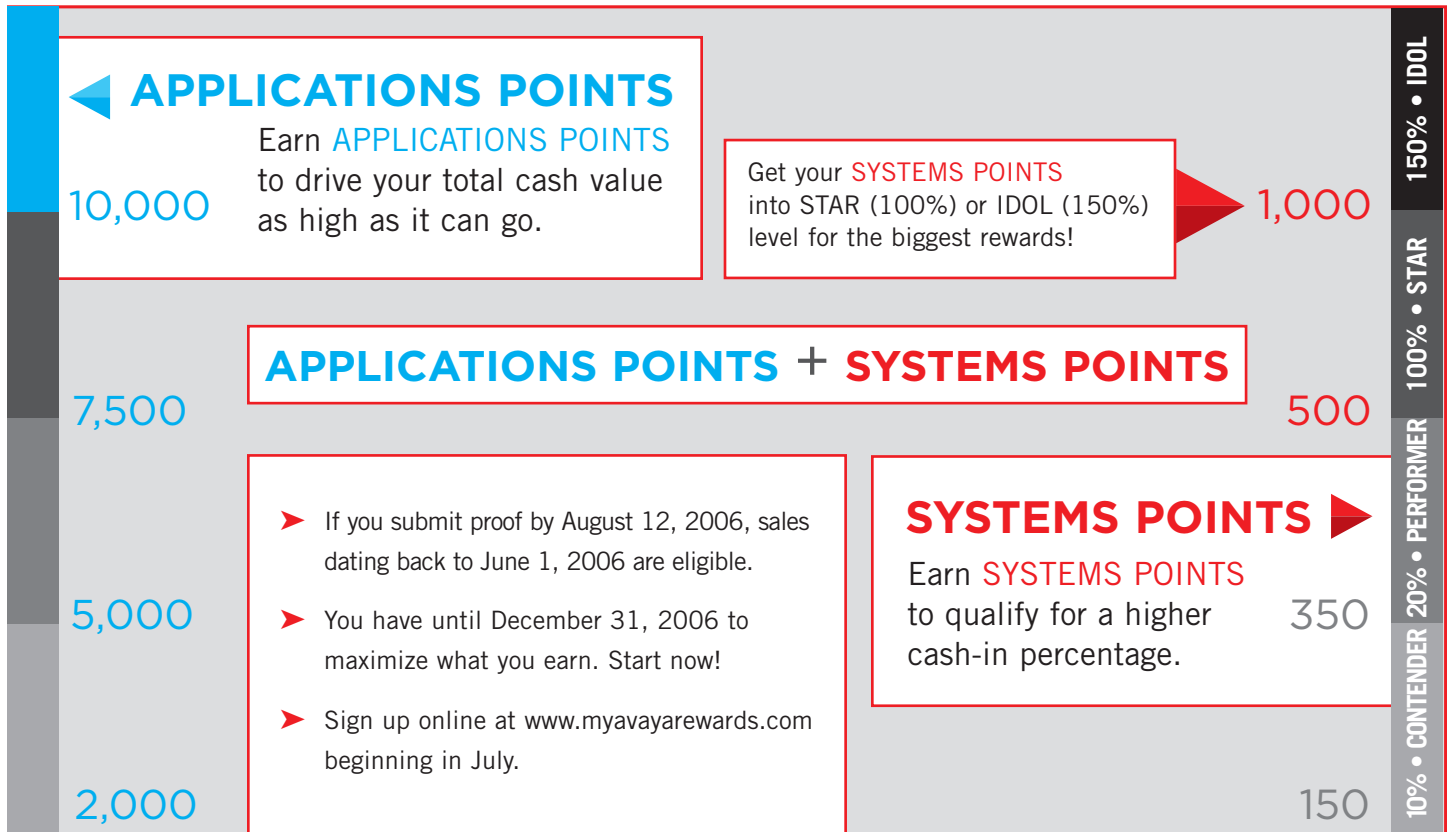 APPLICATIONS POINTS
Earn APPLICATIONS POINTS
to drive your total cash value
as high as it can go.
10,000
Get your SYSTEMS POINTS
into STAR (100%) or IDOL (150%)
level for the biggest rewards!
1,000
150% • IDOL
APPLICATIONS POINTS + SYSTEMS POINTS
7,500
500
100% • STAR
If you submit proof by August 12, 2006, sales
dating back to June 1, 2006 are eligible.
You have until December 31, 2006 to
maximize what you earn. Start now!
Sign up online at www.myavayarewards.com
beginning in July.
SYSTEMS POINTS
Earn SYSTEMS POINTS
to qualify for a higher
cash-in percentage.
5,000
350
20% • PERFORMER
2,000
150
10% • CONTENDER